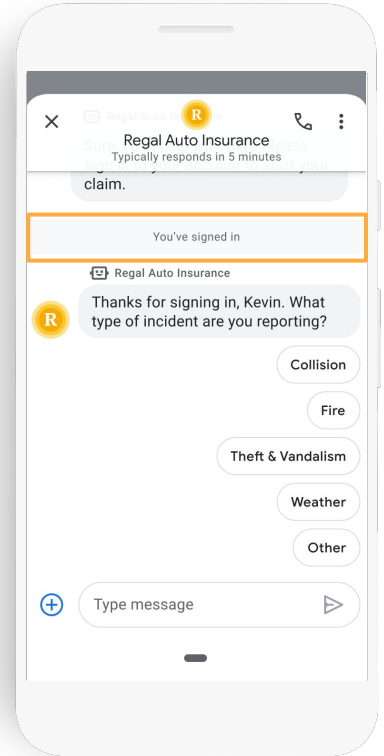 R
Regal Auto Insurance
Typically responds in 5 minutes
claim.
You've signed in
Regal Auto Insurance
R
Thanks for signing in, Kevin. What
type of incident are you reporting?
Collision
Fire
Theft & Vandalism
Weather
Other
Type message